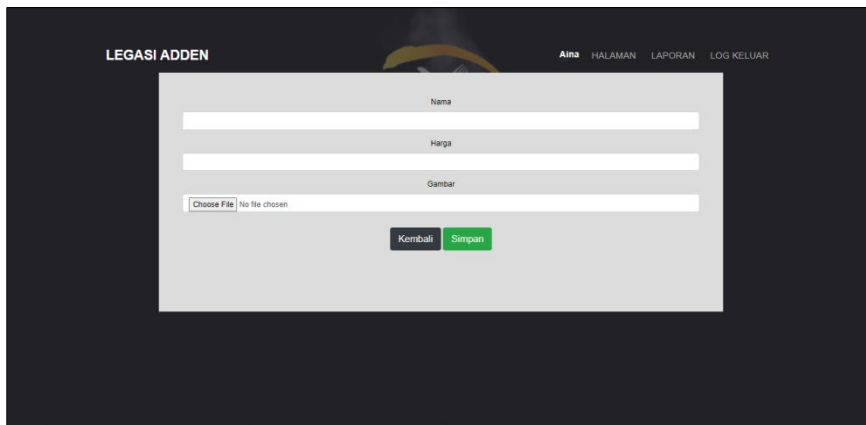 LEGASI ADDEN
Aina HALAMAN LAPORAN LOG KELUAR
Nama
Harga
Gambar
Choose File No file chosen
Kembali Simpan